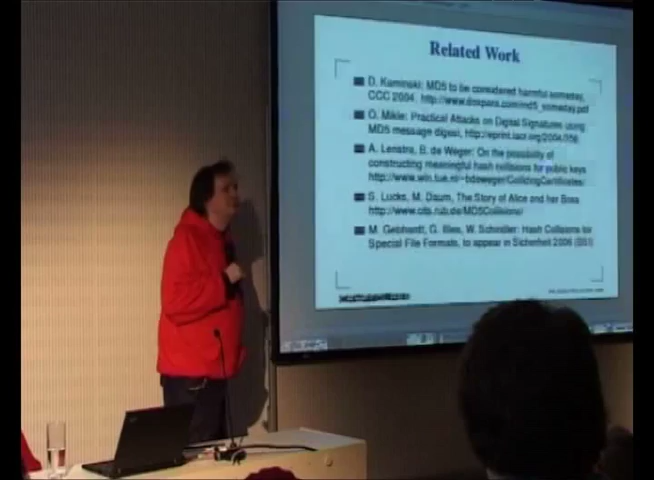 Related Work
D. Kaminski: MD5 to be considered harmful someday,
CCC 2004. http://www.doxpara.com/md5_someday.pdf
O. Mikle: Practical Attacks on Digital Signatures using
MD5 message digest, http://eprint.iacr.org/2004/356
A. Lenstra, B. de Weger: On the possibility of
constructing meaningful hash collisions for public keys
http://www.win.tue.nl/~bdeweger/CollidingCertificates/
S. Lucks, M. Daum, The Story of Alice and her Boss
http://www.cits.rub.de/MD5Collisions/
M. Gebhardt, G. Illies, W. Schindler: Hash Collisions for
Special File Formats, to appear in Sicherheit 2006 (BSI)